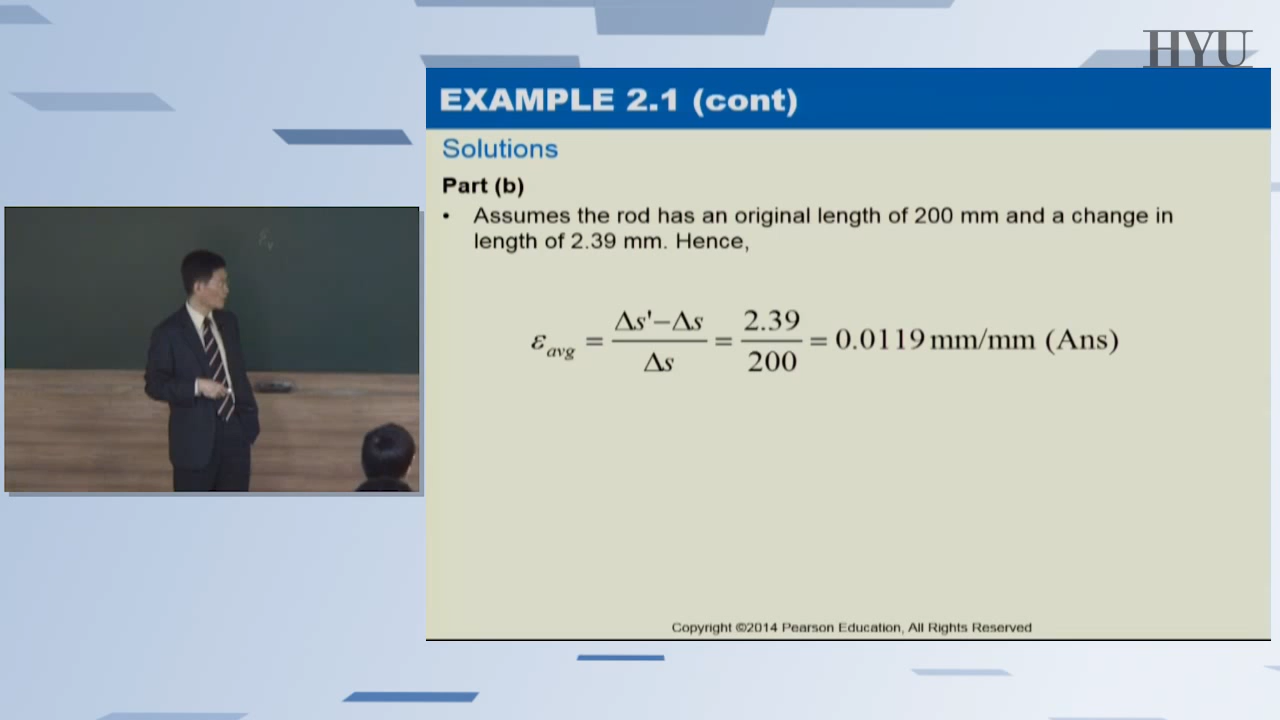 HYU
EXAMPLE 2.1 (cont)
Solutions
Part (b)
• Assumes the rod has an original length of 200 mm and a change in
length of 2.39 mm. Hence,
ε_avg = (Δs' − Δs) / Δs = 2.39 / 200 = 0.0119 mm/mm (Ans)
Copyright ©2014 Pearson Education, All Rights Reserved